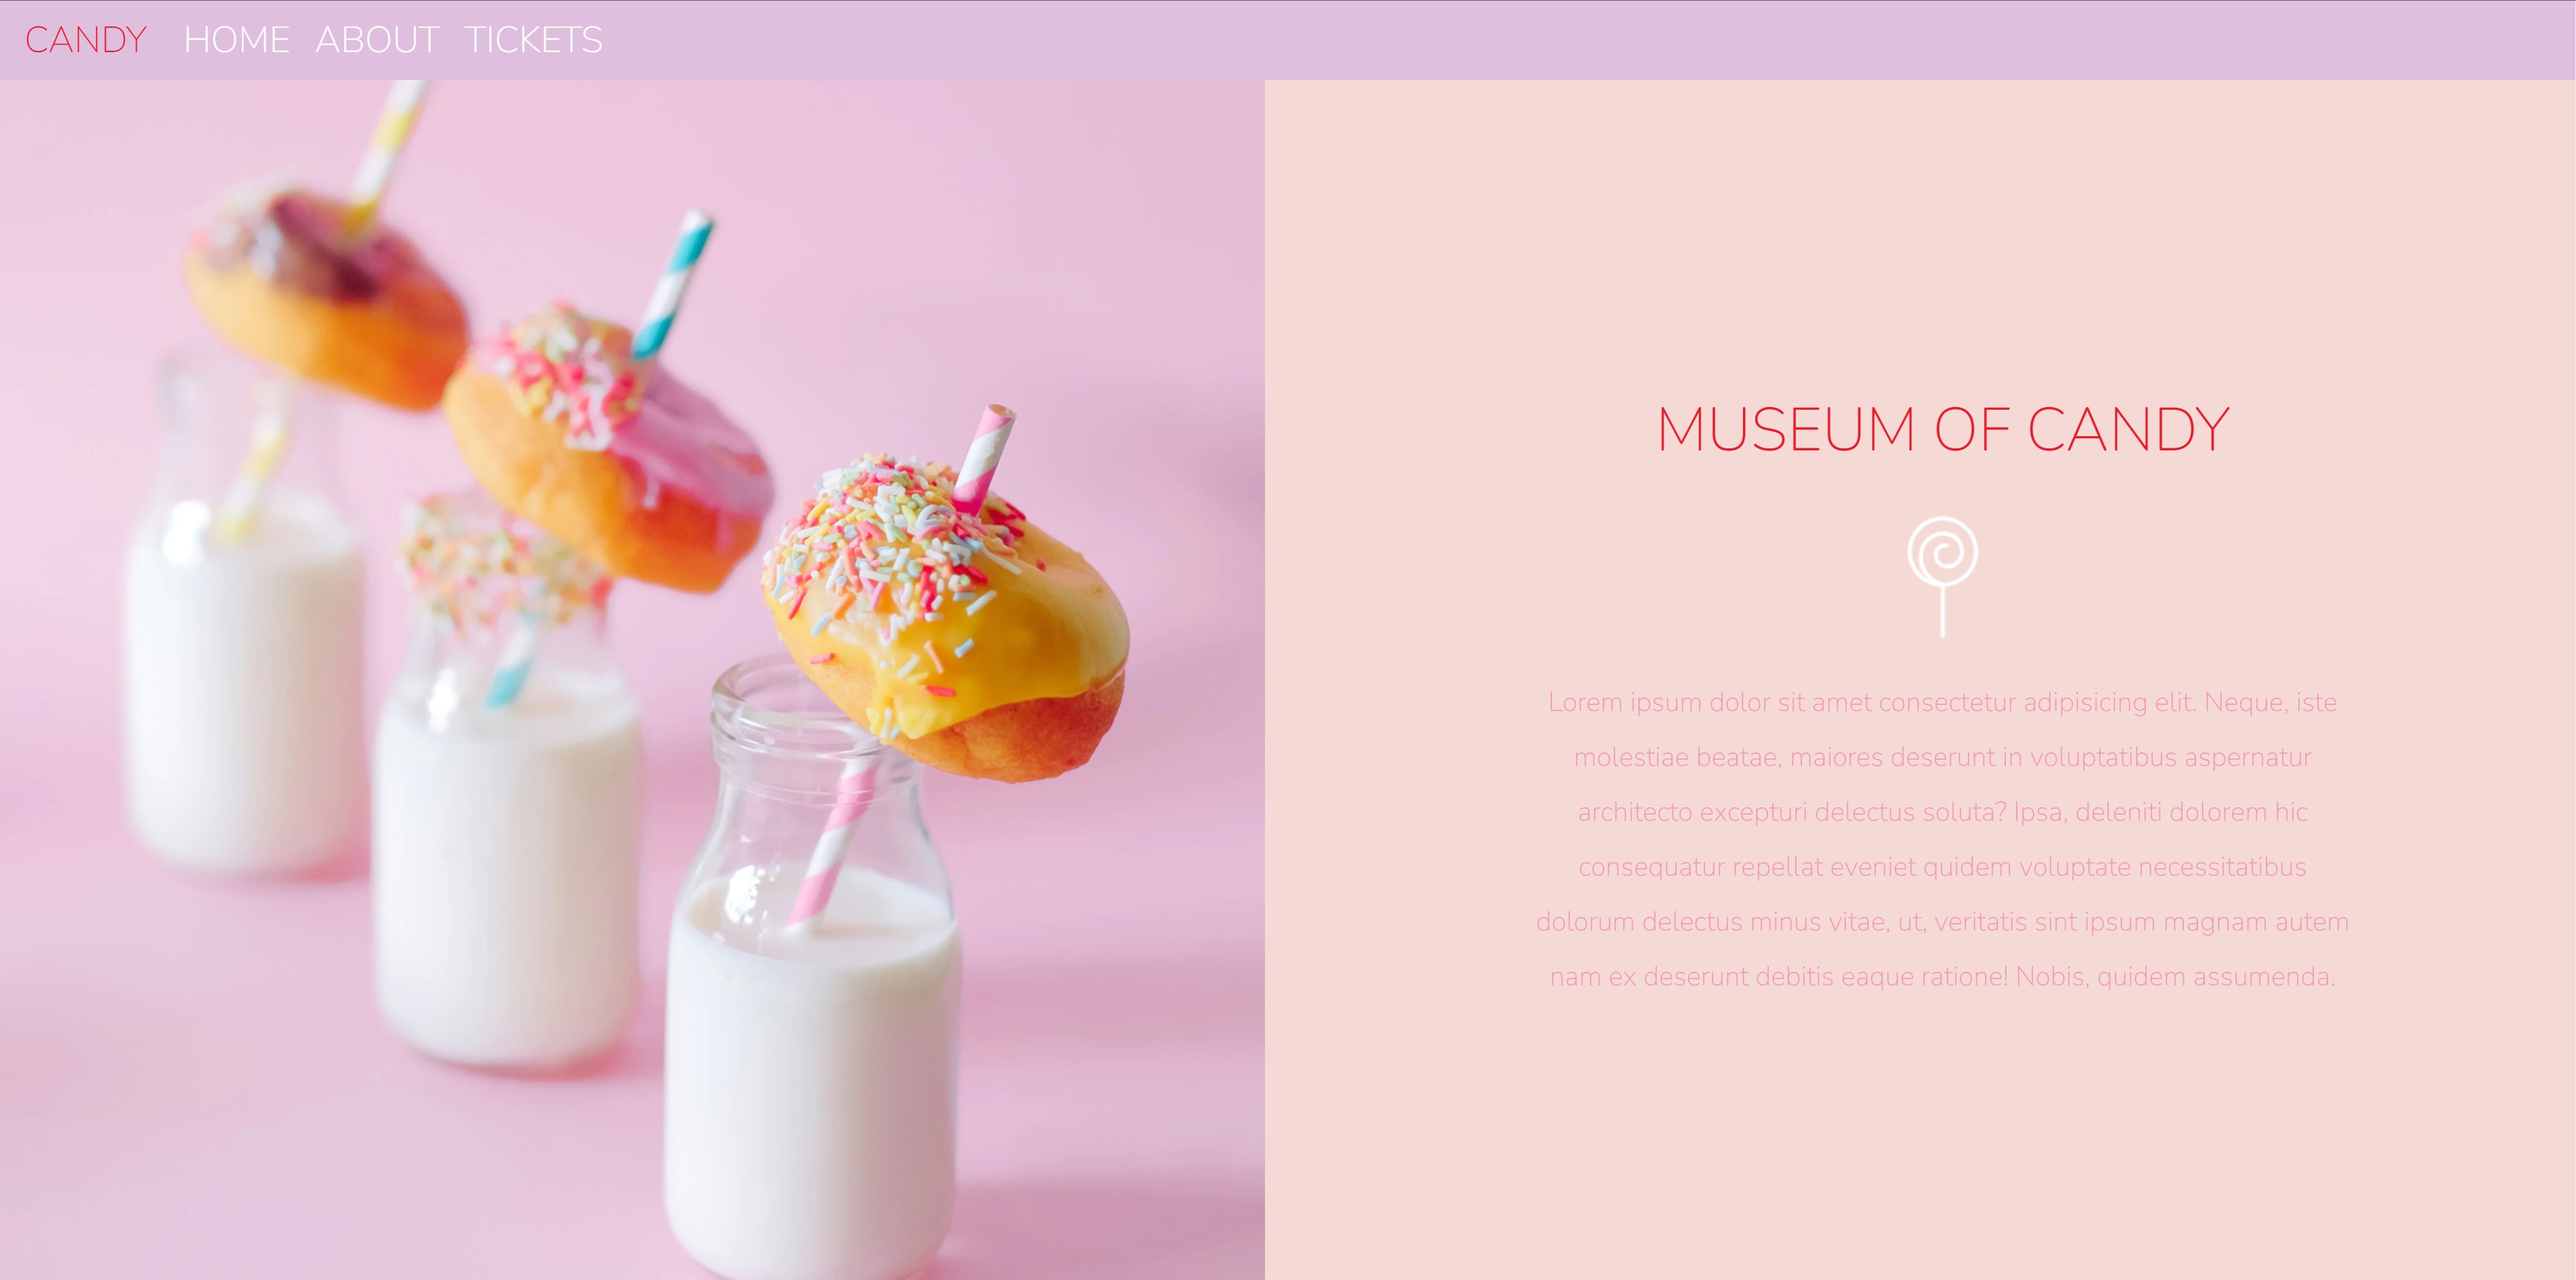 CANDY HOME ABOUT TICKETS
MUSEUM OF CANDY
Lorem ipsum dolor sit amet consectetur adipisicing elit. Neque, iste
molestiae beatae, maiores deserunt in voluptatibus aspernatur
architecto excepturi delectus soluta? Ipsa, deleniti dolorem hic
consequatur repellat eveniet quidem voluptate necessitatibus
dolorum delectus minus vitae, ut, veritatis sint ipsum magnam autem
nam ex deserunt debitis eaque ratione! Nobis, quidem assumenda.